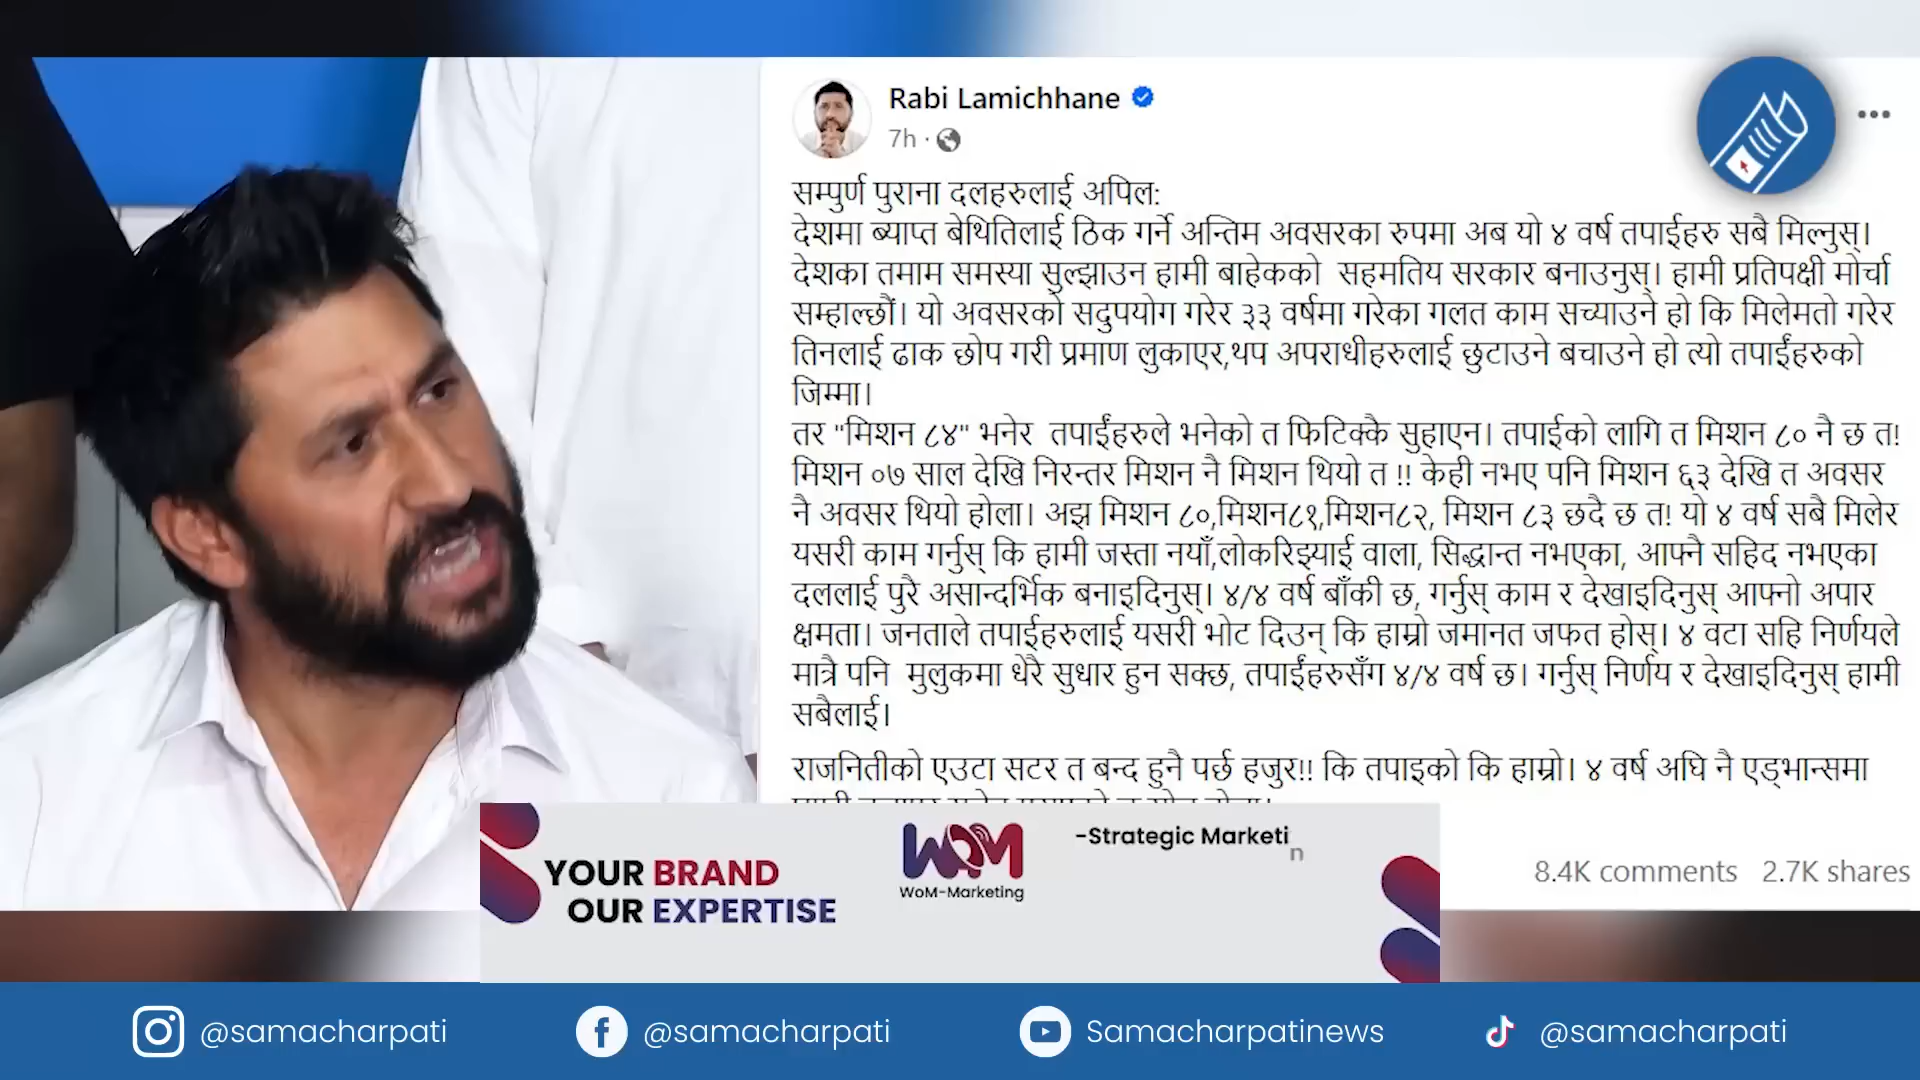 Rabi Lamichhane
7h ·
सम्पुर्ण पुराना दलहरुलाई अपिल:
देशमा ब्याप्त बेथितिलाई ठिक गर्ने अन्तिम अवसरका रुपमा अब यो ४ वर्ष तपाईहरु सबै मिल्नुस्।
देशका तमाम समस्या सुल्झाउन हामी बाहेकको सहमतिय सरकार बनाउनुस्। हामी प्रतिपक्षी मोर्चा
सम्हाल्छौं। यो अवसरको सदुपयोग गरेर ३३ वर्षमा गरेका गलत काम सच्याउने हो कि मिलेमतो गरेर
तिनलाई ढाक छोप गरी प्रमाण लुकाएर,थप अपराधीहरुलाई छुटाउने बचाउने हो त्यो तपाईंहरुको
जिम्मा।
तर "मिशन ८४" भनेर तपाईंहरुले भनेको त फिटिक्कै सुहाएन। तपाईको लागि त मिशन ८० नै छ त!
मिशन ०७ साल देखि निरन्तर मिशन नै मिशन थियो त !! केही नभए पनि मिशन ६३ देखि त अवसर
नै अवसर थियो होला। अझ मिशन ८०,मिशन८१,मिशन८२, मिशन ८३ छदै छ त! यो ४ वर्ष सबै मिलेर
यसरी काम गर्नुस् कि हामी जस्ता नयाँ,लोकरिझ्याई वाला, सिद्धान्त नभएका, आफ्नै सहिद नभएका
दललाई पुरै असान्दर्भिक बनाइदिनुस्। ४/४ वर्ष बाँकी छ, गर्नुस् काम र देखाइदिनुस् आफ्नो अपार
क्षमता। जनताले तपाईहरुलाई यसरी भोट दिउन् कि हाम्रो जमानत जफत होस्। ४ वटा सहि निर्णयले
मात्रै पनि मुलुकमा धेरै सुधार हुन सक्छ, तपाईंहरुसँग ४/४ वर्ष छ। गर्नुस् निर्णय र देखाइदिनुस् हामी
सबैलाई।
राजनितीको एउटा सटर त बन्द हुनै पर्छ हजुर!! कि तपाइको कि हाम्रो। ४ वर्ष अघि नै एड्भान्समा
8.4K comments 2.7K shares
YOUR BRAND
OUR EXPERTISE
WOM
WoM-Marketing
-Strategic Marketin
@samacharpati
@samacharpati
Samacharpatinews
@samacharpati